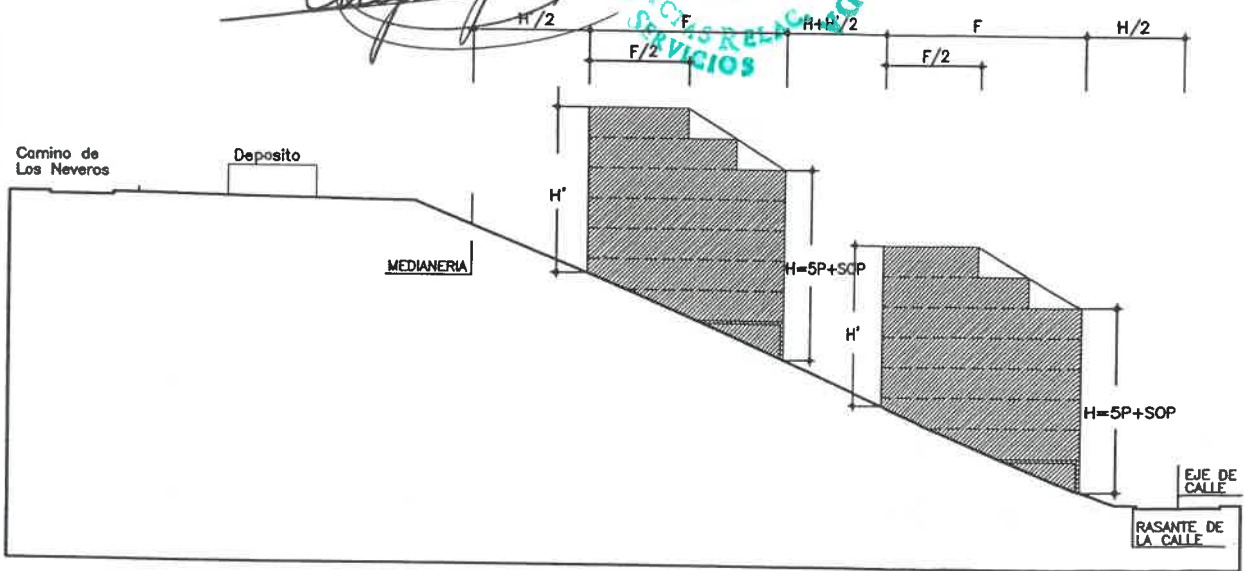 H'/2
F
H+H'/2
F
H/2
F/2
F/2
SERVICIOS
Camino de
Los Neveros
Deposito
MEDIANERIA
H'
H=5P+SOP
H'
H=5P+SOP
EJE DE
CALLE
RASANTE DE
LA CALLE